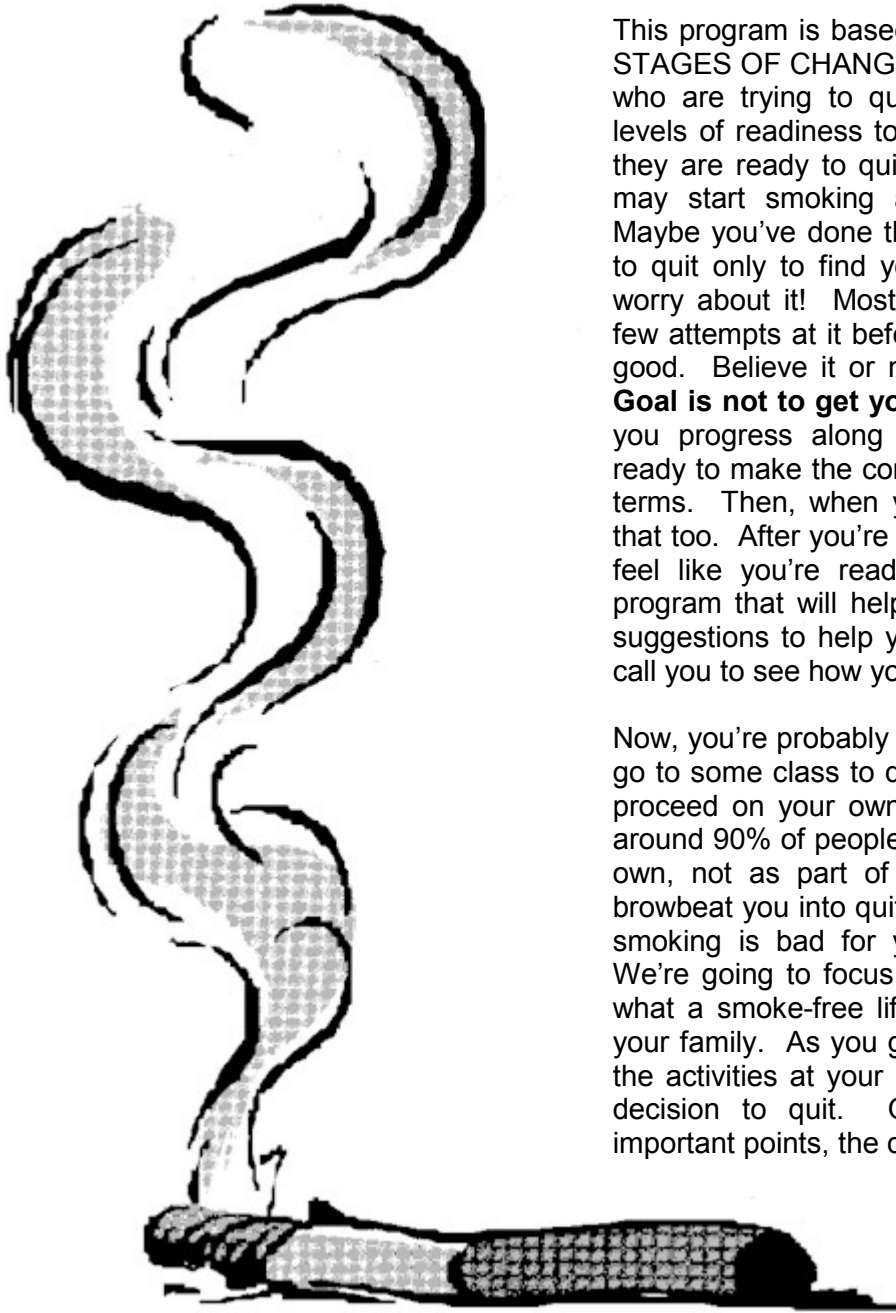 This program is based
STAGES OF CHANG
who are trying to qu
levels of readiness to
they are ready to qui
may start smoking
Maybe you've done th
to quit only to find yo
worry about it! Most
few attempts at it befo
good. Believe it or n
Goal is not to get yo
you progress along
ready to make the con
terms. Then, when y
that too. After you're
feel like you're read
program that will help
suggestions to help y
call you to see how yo
Now, you're probably
go to some class to q
proceed on your own
around 90% of people
own, not as part of
browbeat you into quit
smoking is bad for y
We're going to focus
what a smoke-free lif
your family. As you g
the activities at your
decision to quit.
important points, the c